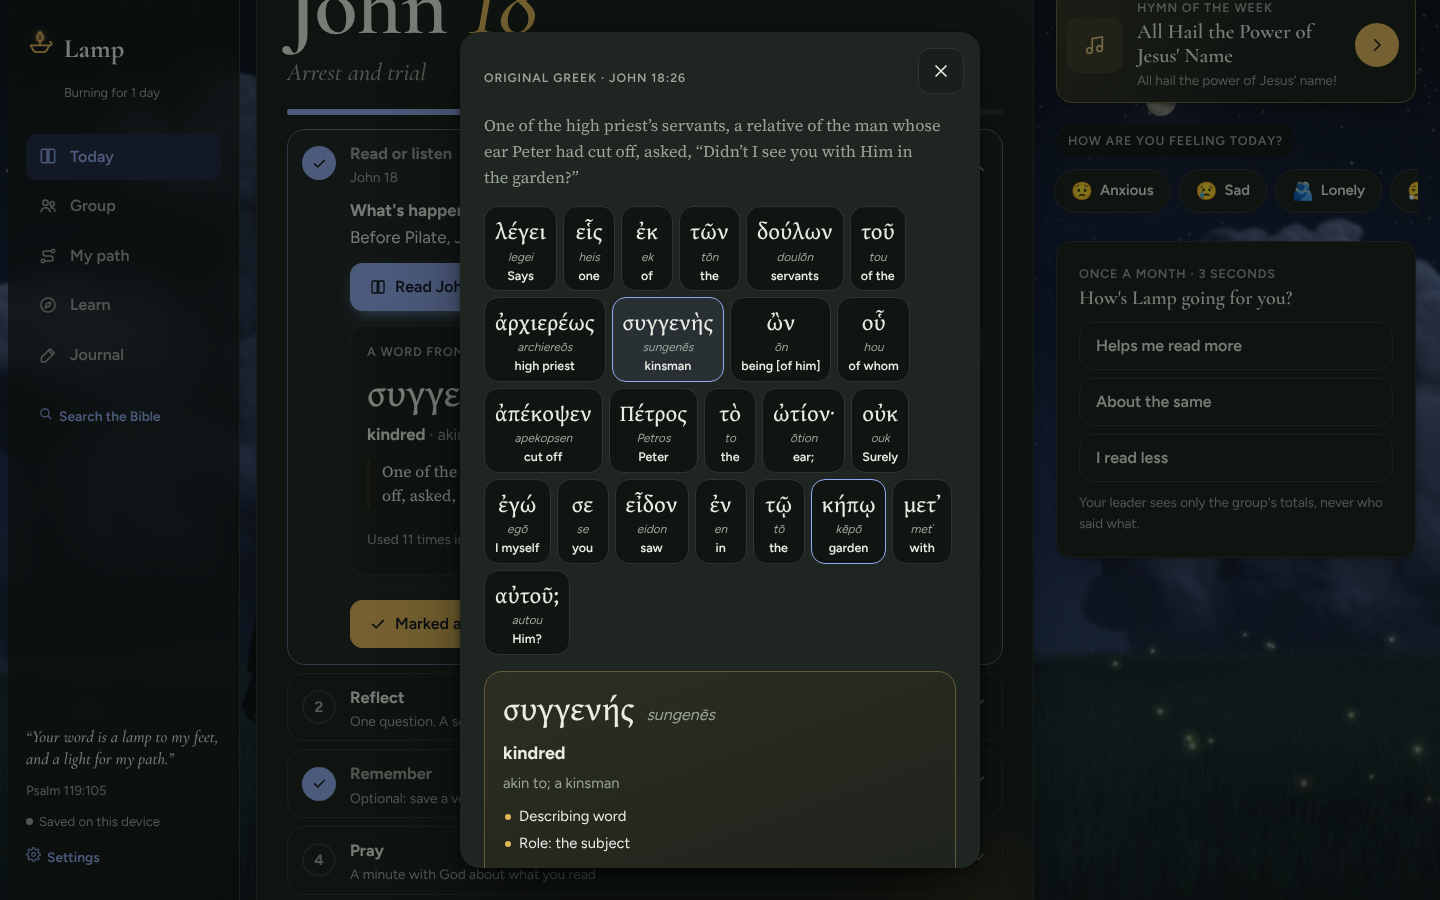 Lamp
Burning for 1 day
Today
Group
My path
Learn
Journal
Search the Bible
“Your word is a lamp to my feet,
and a light for my path.”
Psalm 119:105
Saved on this device
Settings
John 18
Arrest and trial
Read or listen
John 18
What's happen
Before Pilate, J
Read Joh
A WORD FROM
συγγε
kindred · akin
One of the
off, asked,
Used 11 times i
Marked a
2
Reflect
One question. A s
Remember
Optional: save a v
4
Pray
A minute with God about what you read
ORIGINAL GREEK · JOHN 18:26
One of the high priest’s servants, a relative of the man whose
ear Peter had cut off, asked, “Didn’t I see you with Him in
the garden?”
λέγει εἷς ἐκ τῶν δούλων τοῦ
legei heis ek tōn doulōn tou
Says one of the servants of the
ἀρχιερέως συγγενὴς ὢν οὗ
archiereōs sungenēs ōn hou
high priest kinsman being [of him] of whom
ἀπέκοψεν Πέτρος τὸ ὠτίον· οὐκ
apekopsen Petros to ōtion ouk
cut off Peter the ear; Surely
ἐγώ σε εἶδον ἐν τῷ κήπῳ μετ’
egō se eidon en tō kēpō met’
I myself you saw in the garden with
αὐτοῦ;
autou
Him?
συγγενής sungenēs
kindred
akin to; a kinsman
Describing word
Role: the subject
HYMN OF THE WEEK
All Hail the Power of
Jesus' Name
All hail the power of Jesus' name!
HOW ARE YOU FEELING TODAY?
Anxious
Sad
Lonely
ONCE A MONTH · 3 SECONDS
How's Lamp going for you?
Helps me read more
About the same
I read less
Your leader sees only the group's totals, never who
said what.